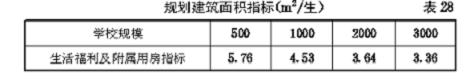 规划建筑面积指标(m²/生) 表 28
学校规模 500 1000 2000 3000
生活福利及附属用房指标 5.76 4.53 3.64 3.36